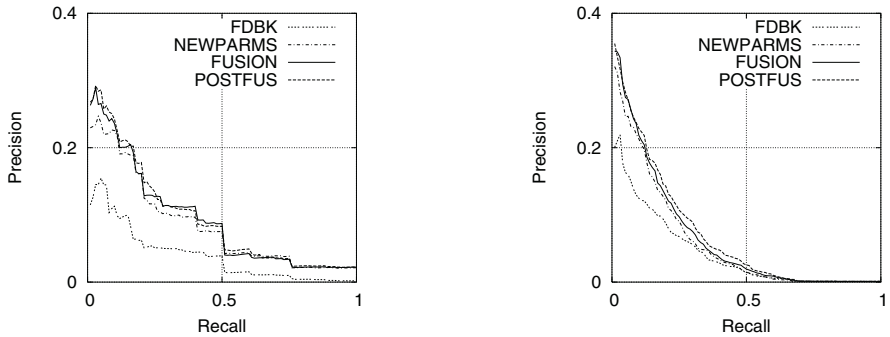 0.4
FDBK
NEWPARMS
FUSION
POSTFUS
Precision
0.2
0
0
0.5
1
Recall
0.4
FDBK
NEWPARMS
FUSION
POSTFUS
Precision
0.2
0
0
0.5
1
Recall